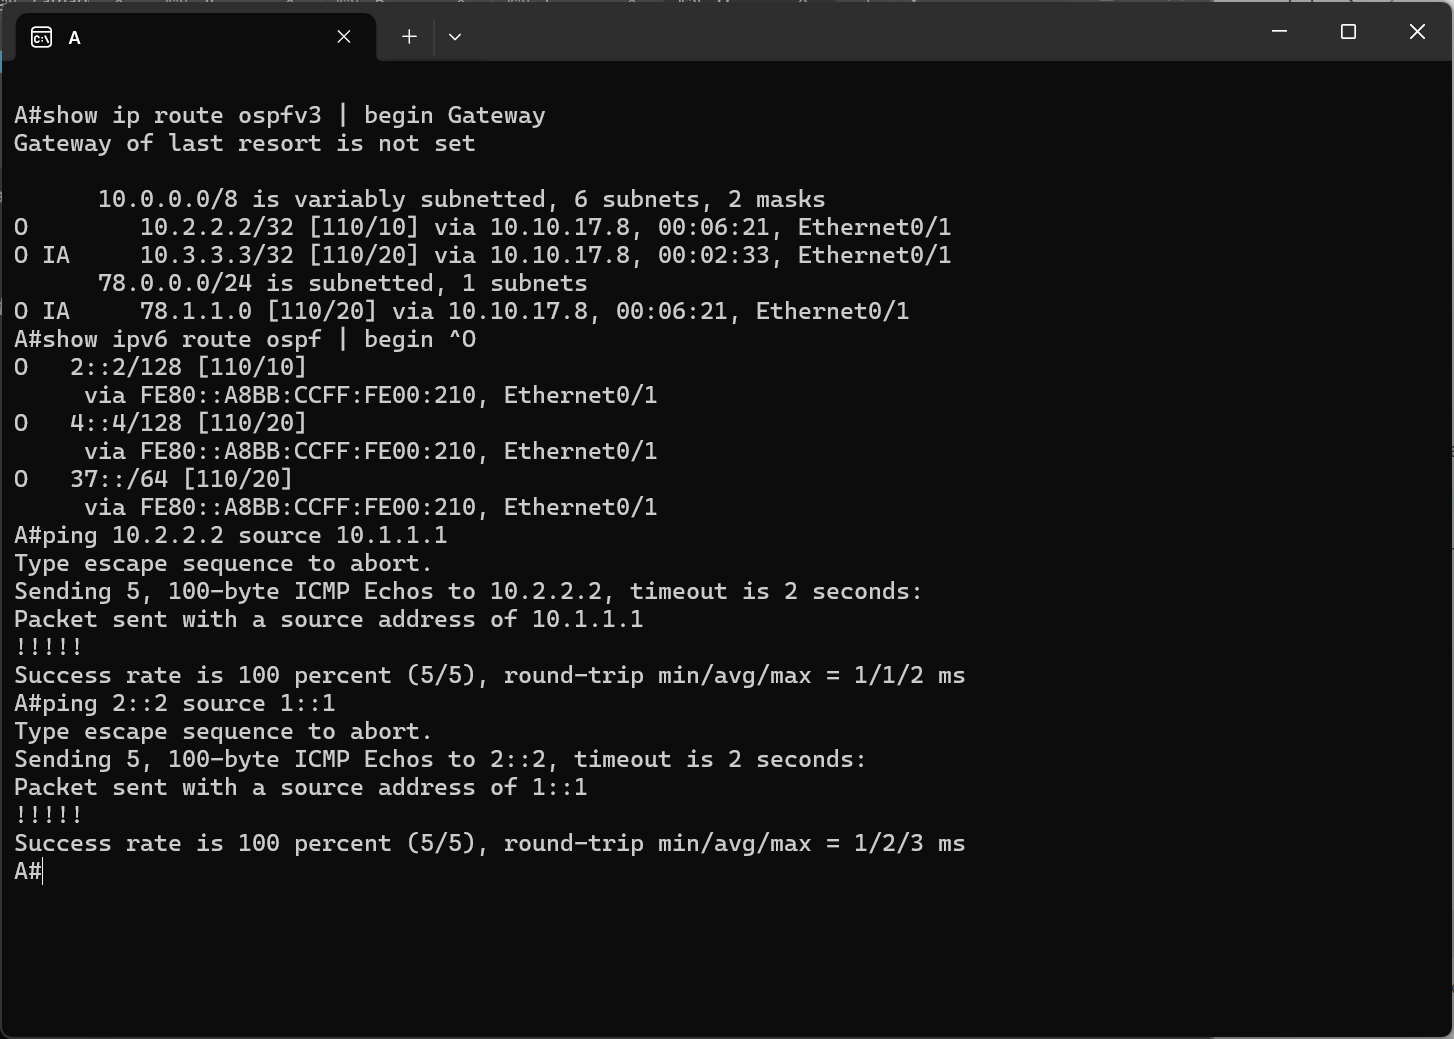 A
A#show ip route ospfv3 | begin Gateway
Gateway of last resort is not set
10.0.0.0/8 is variably subnetted, 6 subnets, 2 masks
O 10.2.2.2/32 [110/10] via 10.10.17.8, 00:06:21, Ethernet0/1
O IA 10.3.3.3/32 [110/20] via 10.10.17.8, 00:02:33, Ethernet0/1
78.0.0.0/24 is subnetted, 1 subnets
O IA 78.1.1.0 [110/20] via 10.10.17.8, 00:06:21, Ethernet0/1
A#show ipv6 route ospf | begin ^O
O 2::2/128 [110/10]
via FE80::A8BB:CCFF:FE00:210, Ethernet0/1
O 4::4/128 [110/20]
via FE80::A8BB:CCFF:FE00:210, Ethernet0/1
O 37::/64 [110/20]
via FE80::A8BB:CCFF:FE00:210, Ethernet0/1
A#ping 10.2.2.2 source 10.1.1.1
Type escape sequence to abort.
Sending 5, 100-byte ICMP Echos to 10.2.2.2, timeout is 2 seconds:
Packet sent with a source address of 10.1.1.1
!!!!!
Success rate is 100 percent (5/5), round-trip min/avg/max = 1/1/2 ms
A#ping 2::2 source 1::1
Type escape sequence to abort.
Sending 5, 100-byte ICMP Echos to 2::2, timeout is 2 seconds:
Packet sent with a source address of 1::1
!!!!!
Success rate is 100 percent (5/5), round-trip min/avg/max = 1/2/3 ms
A#